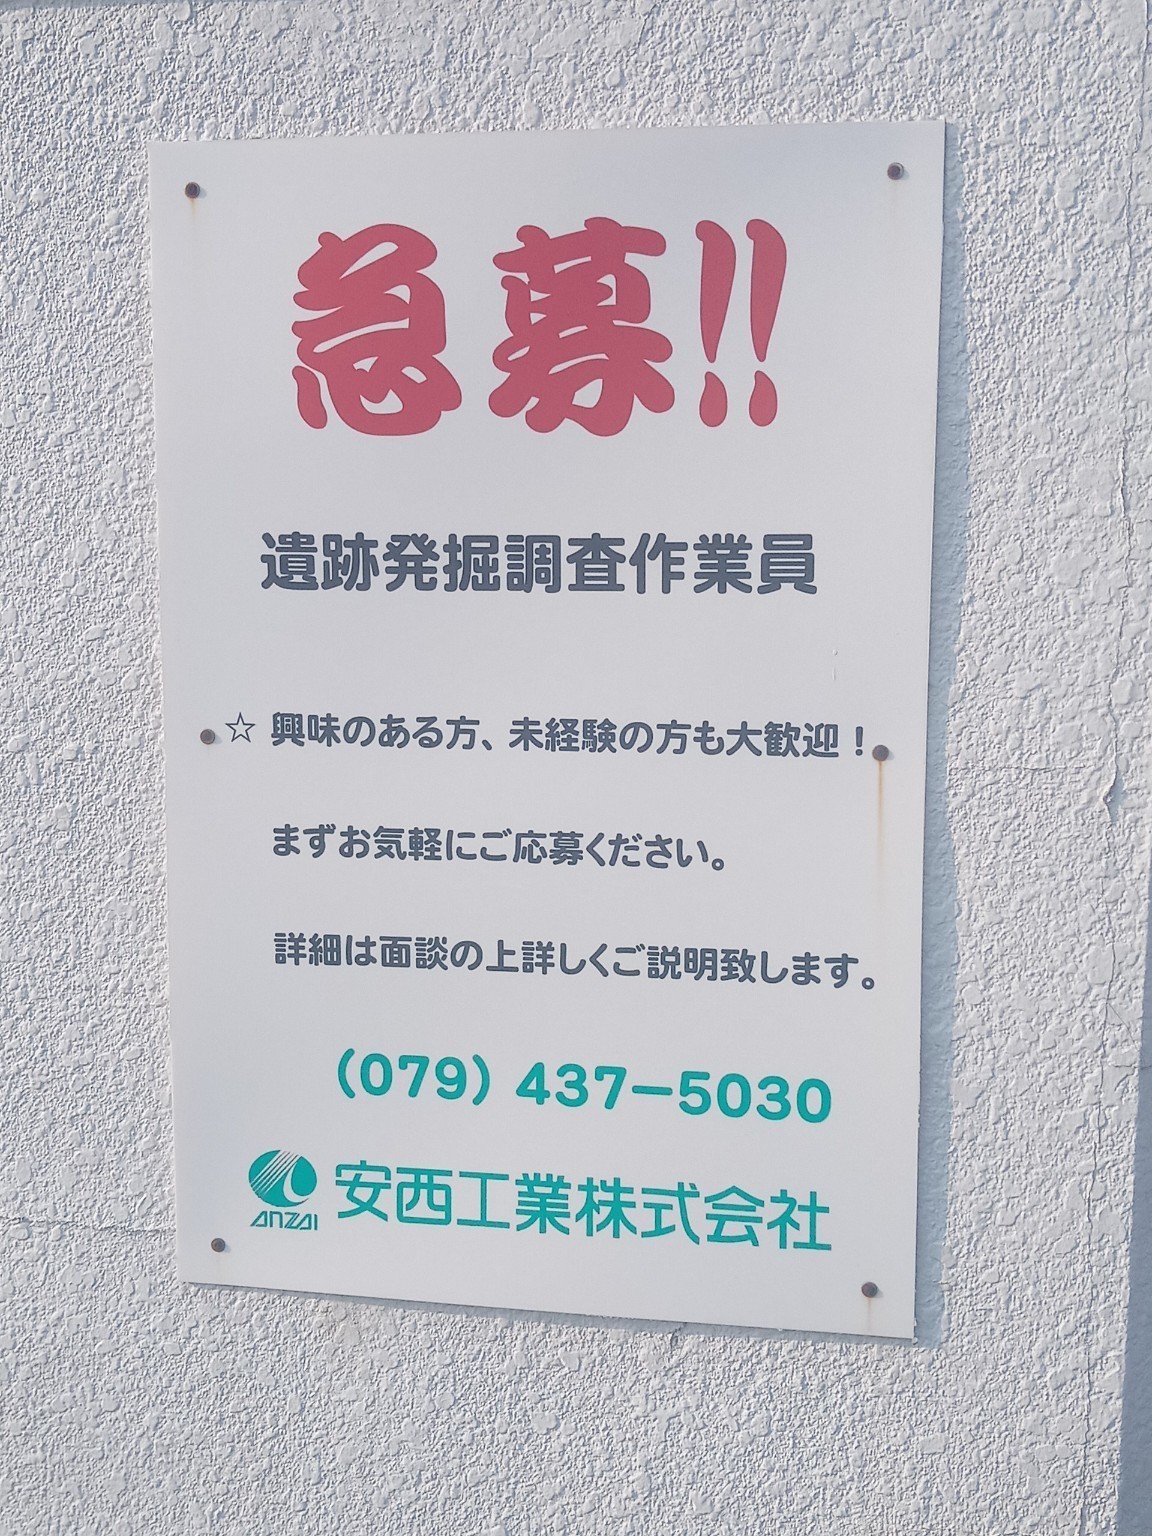 急募!!
遺跡発掘調査作業員
☆ 興味のある方、未経験の方も大歓迎！
まずお気軽にご応募ください。
詳細は面談の上詳しくご説明致します。
(079) 437-5030
ANZAI 安西工業株式会社